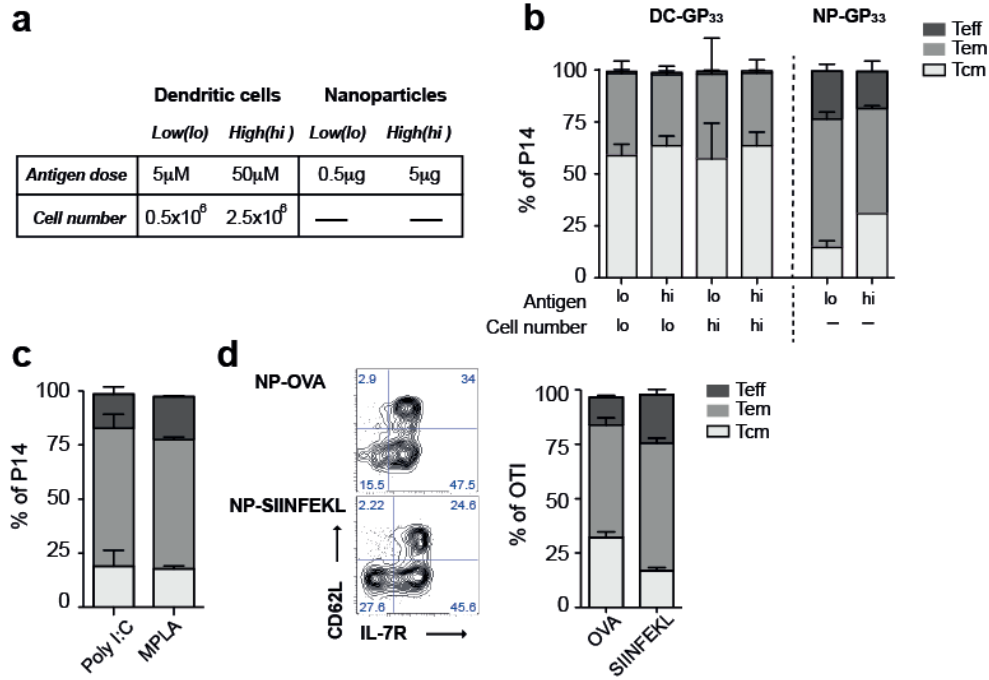 a
Dendritic cells Nanoparticles
Low(lo) High(hi ) Low(lo) High(hi )
Antigen dose 5μM 50μM 0.5μg 5μg
Cell number 0.5x10⁶ 2.5x10⁶ — —
b
DC-GP₃₃ NP-GP₃₃
Teff
Tem
Tcm
% of P14
100
75
50
25
0
Antigen lo hi lo hi lo hi
Cell number lo lo hi hi – –
c
% of P14
100
75
50
25
0
Poly I:C MPLA
d
NP-OVA
2.9 34
15.5 47.5
NP-SIINFEKL
2.22 24.6
27.6 45.6
CD62L →
IL-7R →
% of OTI
100
75
50
25
0
OVA SIINFEKL
Teff
Tem
Tcm